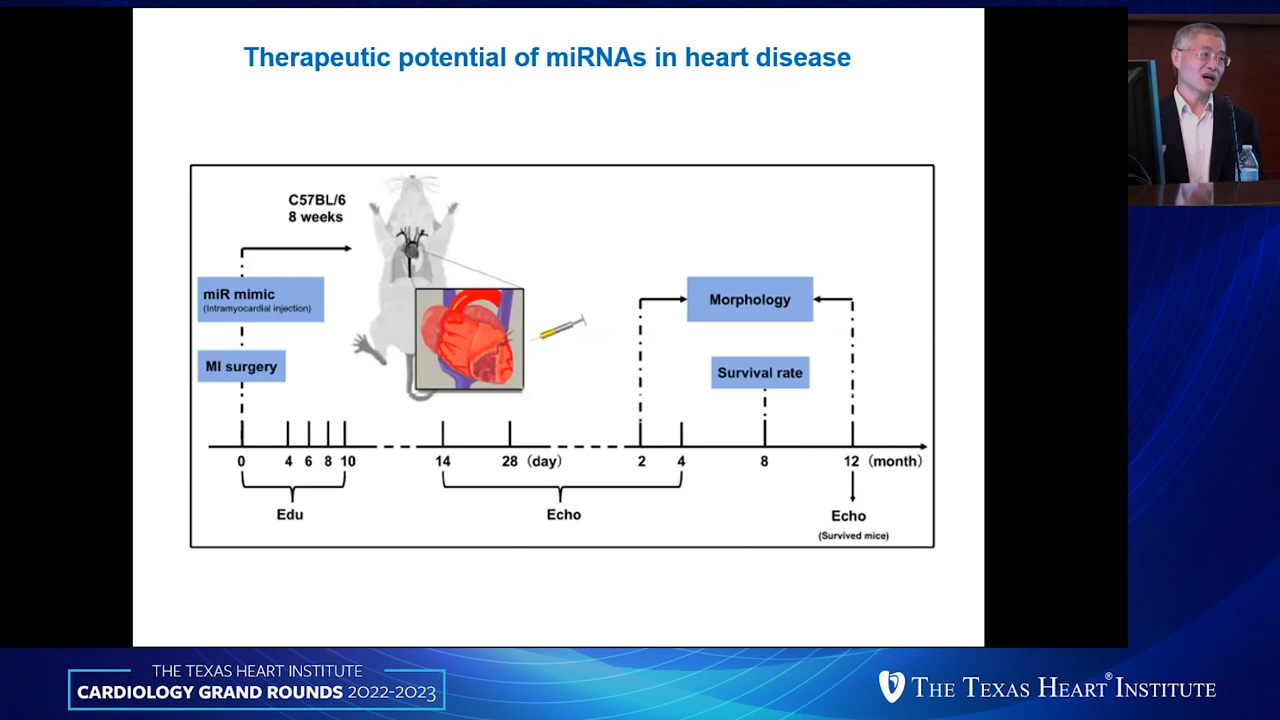 Therapeutic potential of miRNAs in heart disease
C57BL/6
8 weeks
miR mimic
(Intramyocardial injection)
MI surgery
Morphology
Survival rate
0 4 6 8 10 14 28 (day) 2 4 8 12 (month)
Edu
Echo
Echo
(Survived mice)
THE TEXAS HEART INSTITUTE
CARDIOLOGY GRAND ROUNDS 2022-2023
THE TEXAS HEART® INSTITUTE